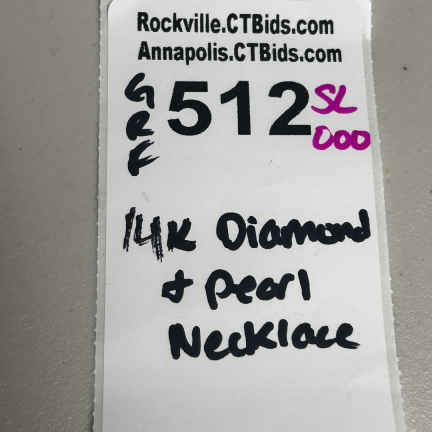 Rockville.CTBids.com
Annapolis.CTBids.com
GRF 512 SL
000
14K Diamond
& Pearl
Necklace